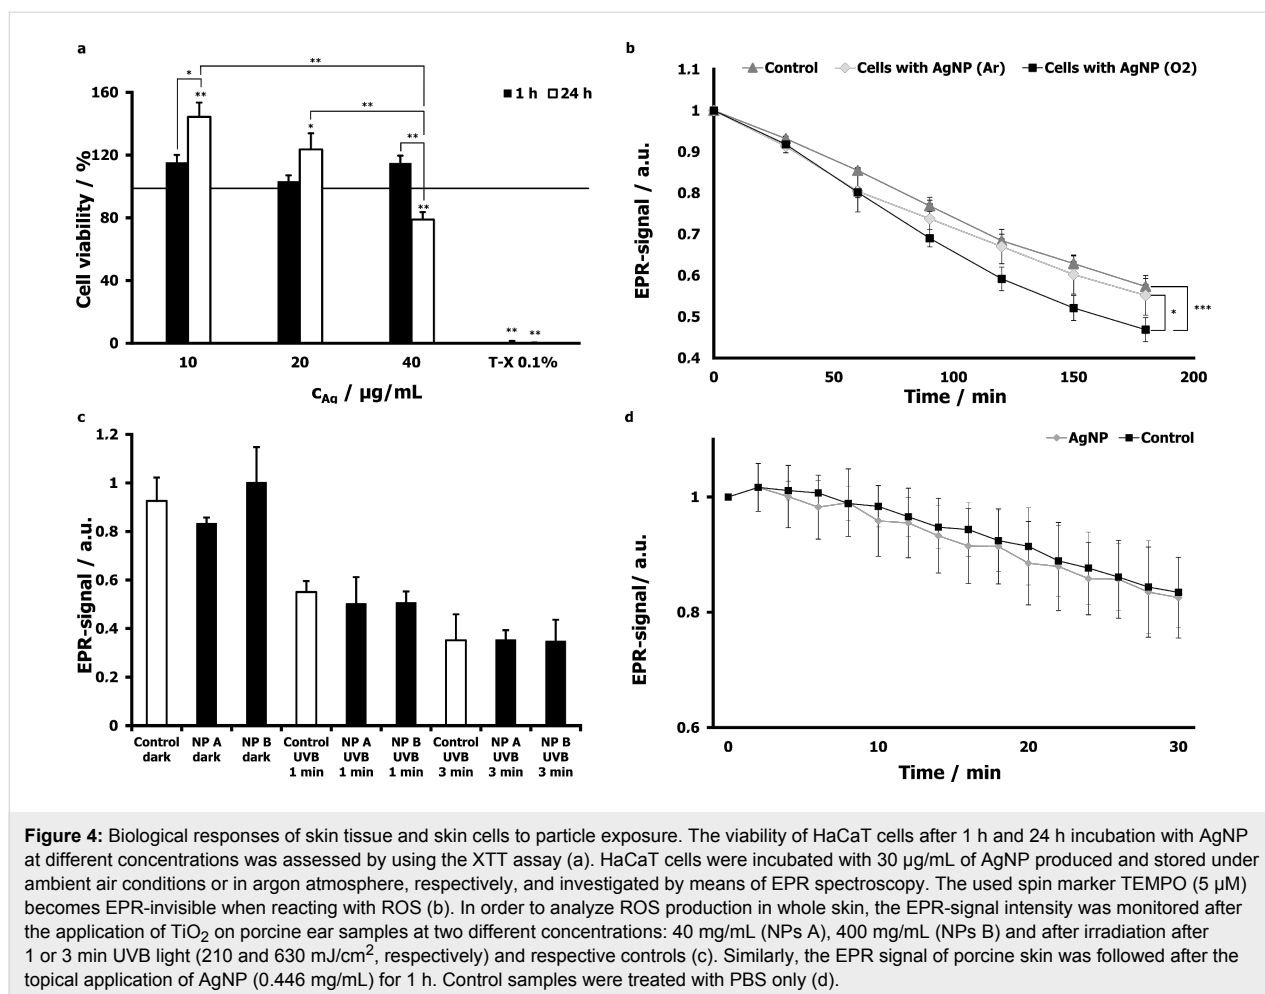 a
**
*
**
**
*
**
**
1 h
24 h
160
120
80
40
0
Cell viability / %
** **
10 20 40 T-X 0.1%
cAg / µg/mL
b
Control Cells with AgNP (Ar) Cells with AgNP (O2)
1.1
1
0.9
0.8
0.7
0.6
0.5
0.4
EPR-signal / a.u.
* ***
0 50 100 150 200
Time / min
c
1.2
1
0.8
0.6
0.4
0.2
0
EPR-signal / a.u.
Control NP A NP B Control NP A NP B Control NP A NP B
dark dark dark UVB UVB UVB UVB UVB UVB
1 min 1 min 1 min 3 min 3 min 3 min
d
AgNP Control
1
0.8
0.6
EPR-signal/ a.u.
0 10 20 30
Time / min
Figure 4: Biological responses of skin tissue and skin cells to particle exposure. The viability of HaCaT cells after 1 h and 24 h incubation with AgNP
at different concentrations was assessed by using the XTT assay (a). HaCaT cells were incubated with 30 µg/mL of AgNP produced and stored under
ambient air conditions or in argon atmosphere, respectively, and investigated by means of EPR spectroscopy. The used spin marker TEMPO (5 µM)
becomes EPR-invisible when reacting with ROS (b). In order to analyze ROS production in whole skin, the EPR-signal intensity was monitored after
the application of TiO2 on porcine ear samples at two different concentrations: 40 mg/mL (NPs A), 400 mg/mL (NPs B) and after irradiation after
1 or 3 min UVB light (210 and 630 mJ/cm², respectively) and respective controls (c). Similarly, the EPR signal of porcine skin was followed after the
topical application of AgNP (0.446 mg/mL) for 1 h. Control samples were treated with PBS only (d).